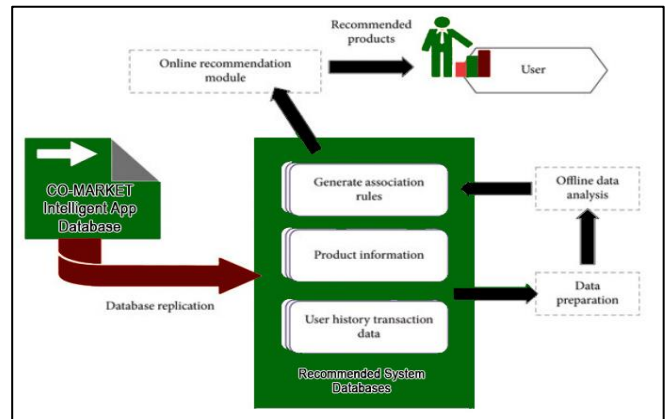 Recommended
products
Online recommendation
module
User
CO-MARKET
Intelligent App
Database
Generate association
rules
Offline data
analysis
Product information
Database replication
Data
preparation
User history transaction
data
Recommended System
Databases